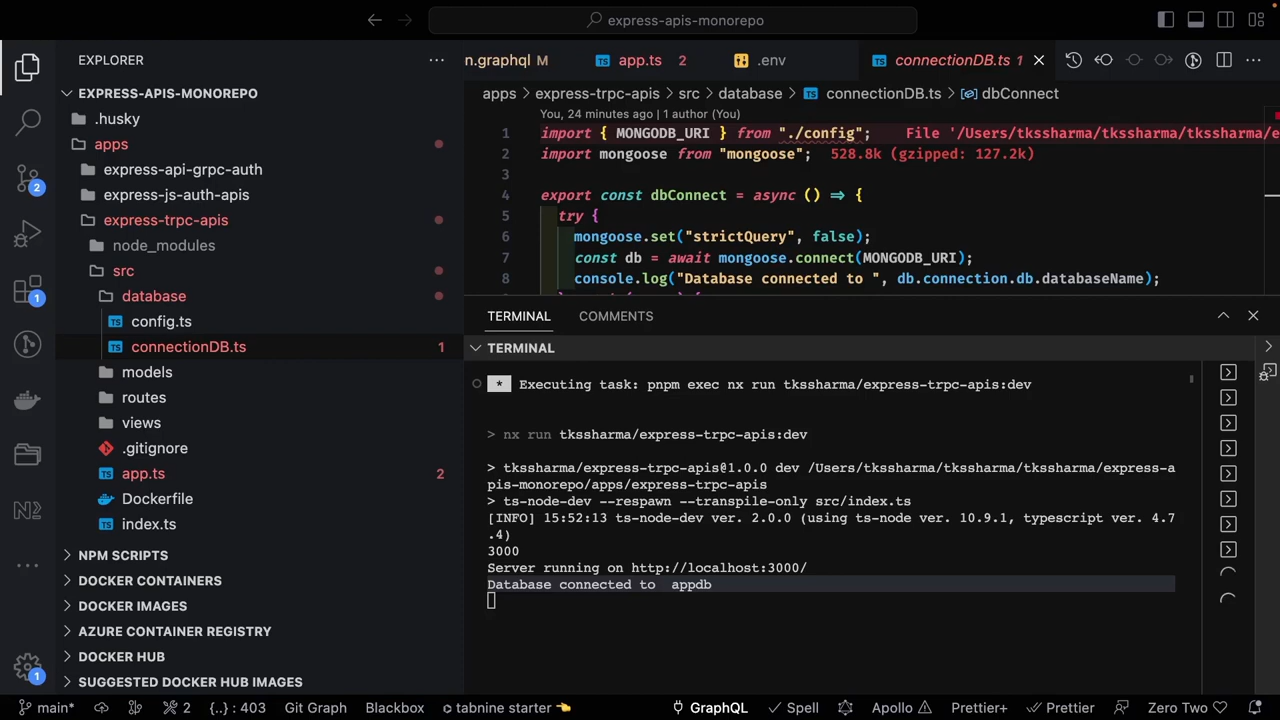 express-apis-monorepo
EXPLORER
EXPRESS-APIS-MONOREPO
.husky
apps
express-api-grpc-auth
express-js-auth-apis
express-trpc-apis
node_modules
src
database
config.ts
connectionDB.ts 1
models
routes
views
.gitignore
app.ts 2
Dockerfile
index.ts
NPM SCRIPTS
DOCKER CONTAINERS
DOCKER IMAGES
AZURE CONTAINER REGISTRY
DOCKER HUB
SUGGESTED DOCKER HUB IMAGES
2
1
1
n.graphql M TS app.ts 2 .env TS connectionDB.ts 1
apps > express-trpc-apis > src > database > TS connectionDB.ts > dbConnect
You, 24 minutes ago | 1 author (You)
1 import { MONGODB_URI } from "./config"; File '/Users/tkssharma/tkssharma/tkssharma/e
2 import mongoose from "mongoose"; 528.8k (gzipped: 127.2k)
3
4 export const dbConnect = async () => {
5 try {
6 mongoose.set("strictQuery", false);
7 const db = await mongoose.connect(MONGODB_URI);
8 console.log("Database connected to ", db.connection.db.databaseName);
TERMINAL COMMENTS
TERMINAL
* Executing task: pnpm exec nx run tkssharma/express-trpc-apis:dev
> nx run tkssharma/express-trpc-apis:dev
> tkssharma/express-trpc-apis@1.0.0 dev /Users/tkssharma/tkssharma/tkssharma/express-a
pis-monorepo/apps/express-trpc-apis
> ts-node-dev --respawn --transpile-only src/index.ts
[INFO] 15:52:13 ts-node-dev ver. 2.0.0 (using ts-node ver. 10.9.1, typescript ver. 4.7
.4)
3000
Server running on http://localhost:3000/
Database connected to  appdb
main* 2 {..} : 403 Git Graph Blackbox tabnine starter GraphQL Spell Apollo Prettier+ Prettier Zero Two